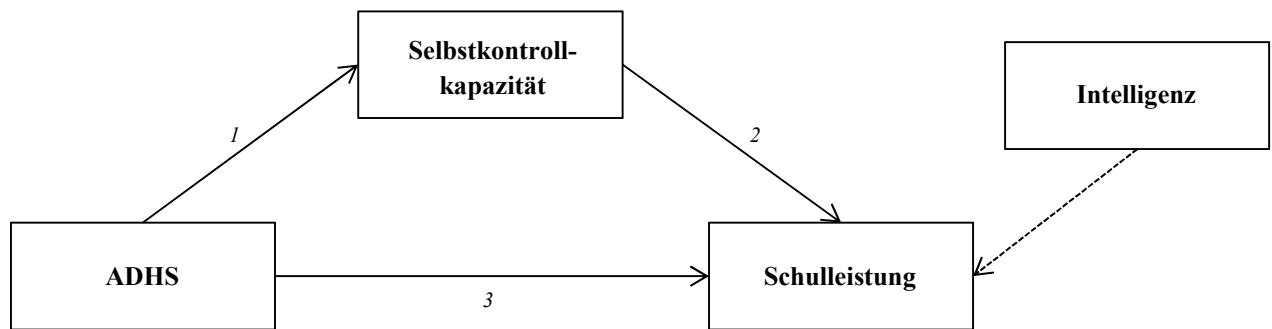 Selbstkontroll-
kapazität
Intelligenz
1
2
ADHS
Schulleistung
3